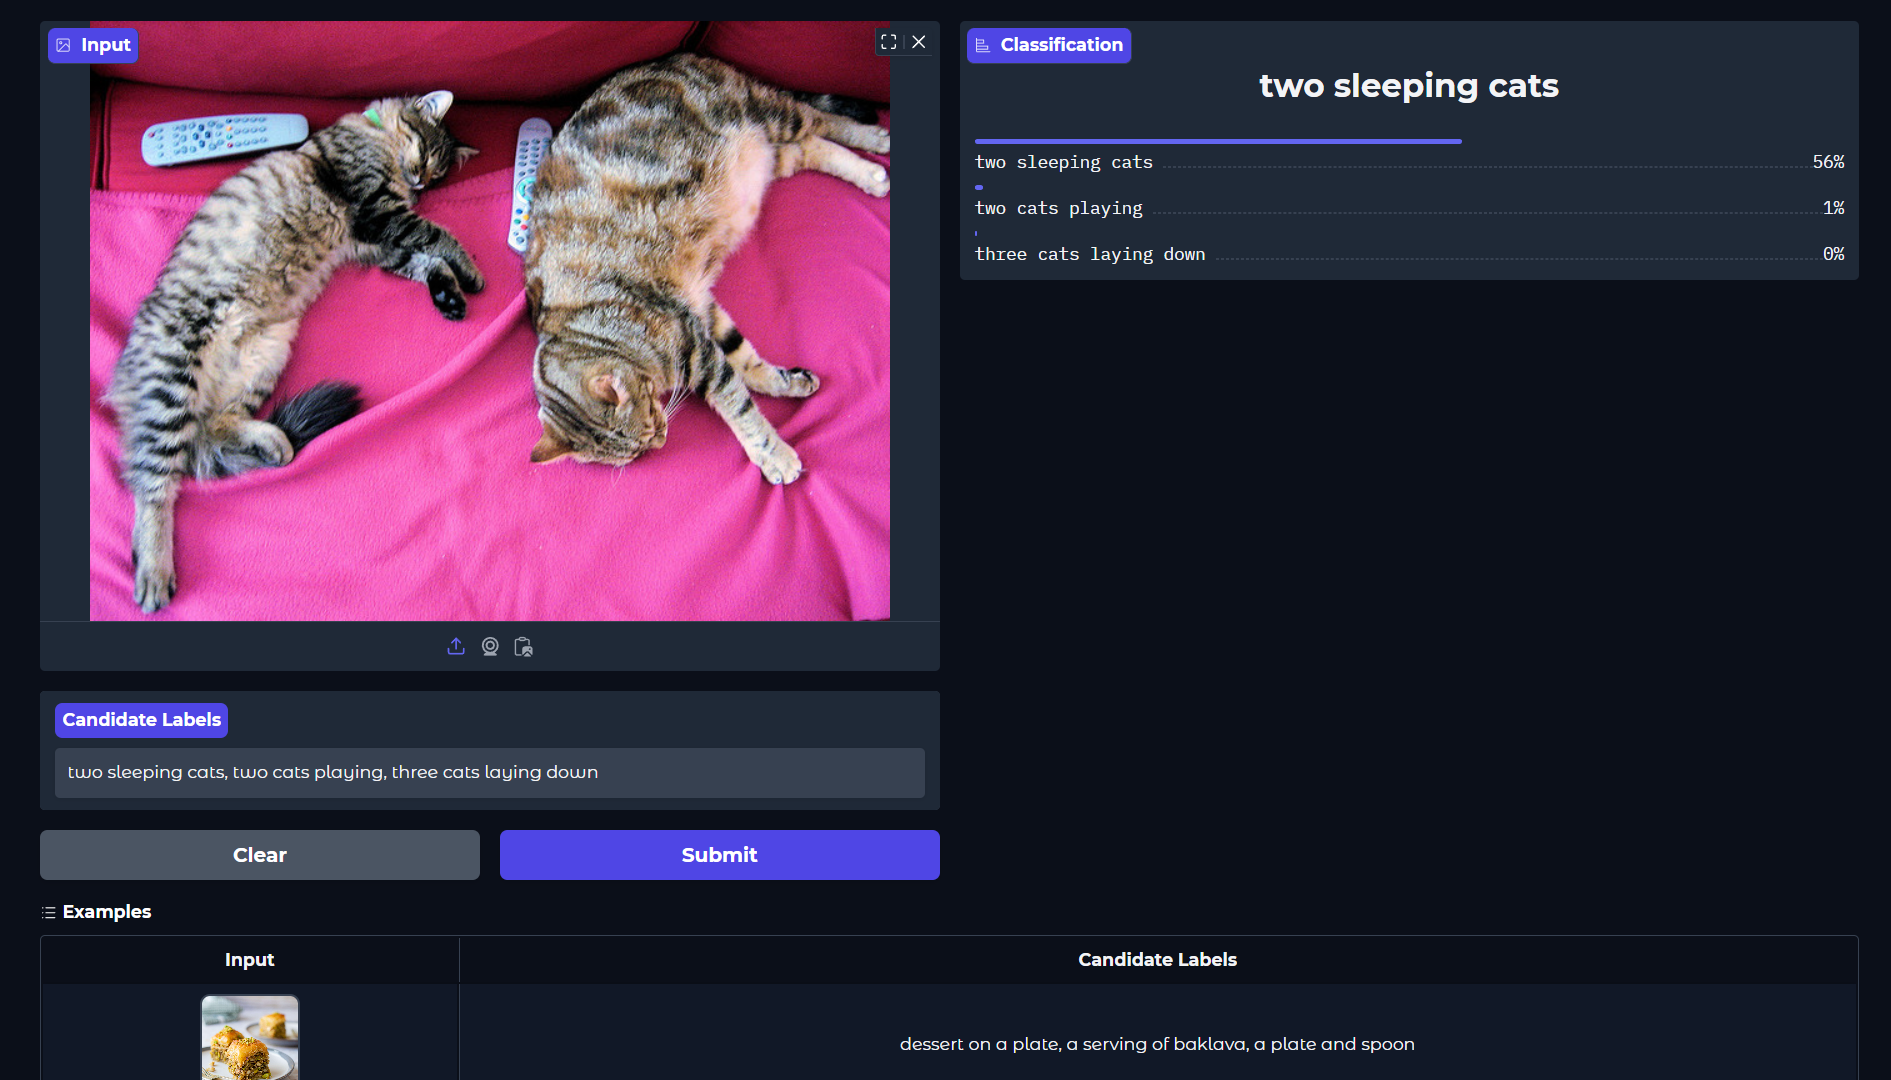 Input
Classification
two sleeping cats
two sleeping cats 56%
two cats playing 1%
three cats laying down 0%
Candidate Labels
two sleeping cats, two cats playing, three cats laying down
Clear
Submit
Examples
Input
Candidate Labels
dessert on a plate, a serving of baklava, a plate and spoon